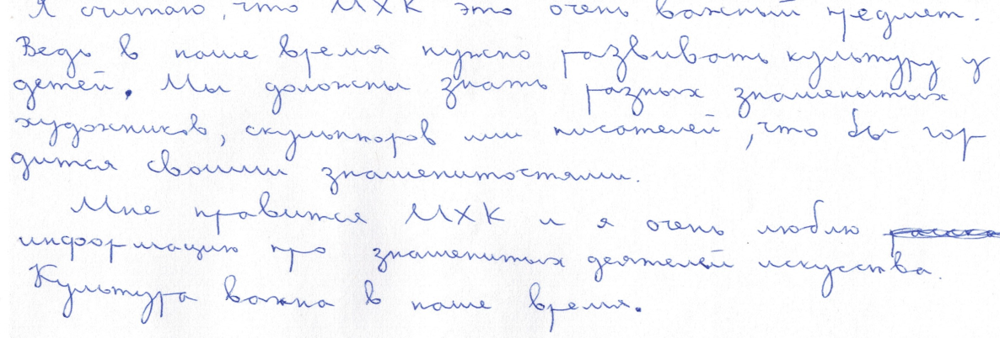 Я считаю, что МХК это очень важный предмет.
Ведь в наше время нужно развивать культуру у
детей. Мы должны знать разных знаменытых
художников, скульпторов или писателей, что бы гор
дится своими знаменитостями.
Мне нравится МХК и я очень люблю
информацию про знаменитых деятелей искусства.
Культура важна в наше время.